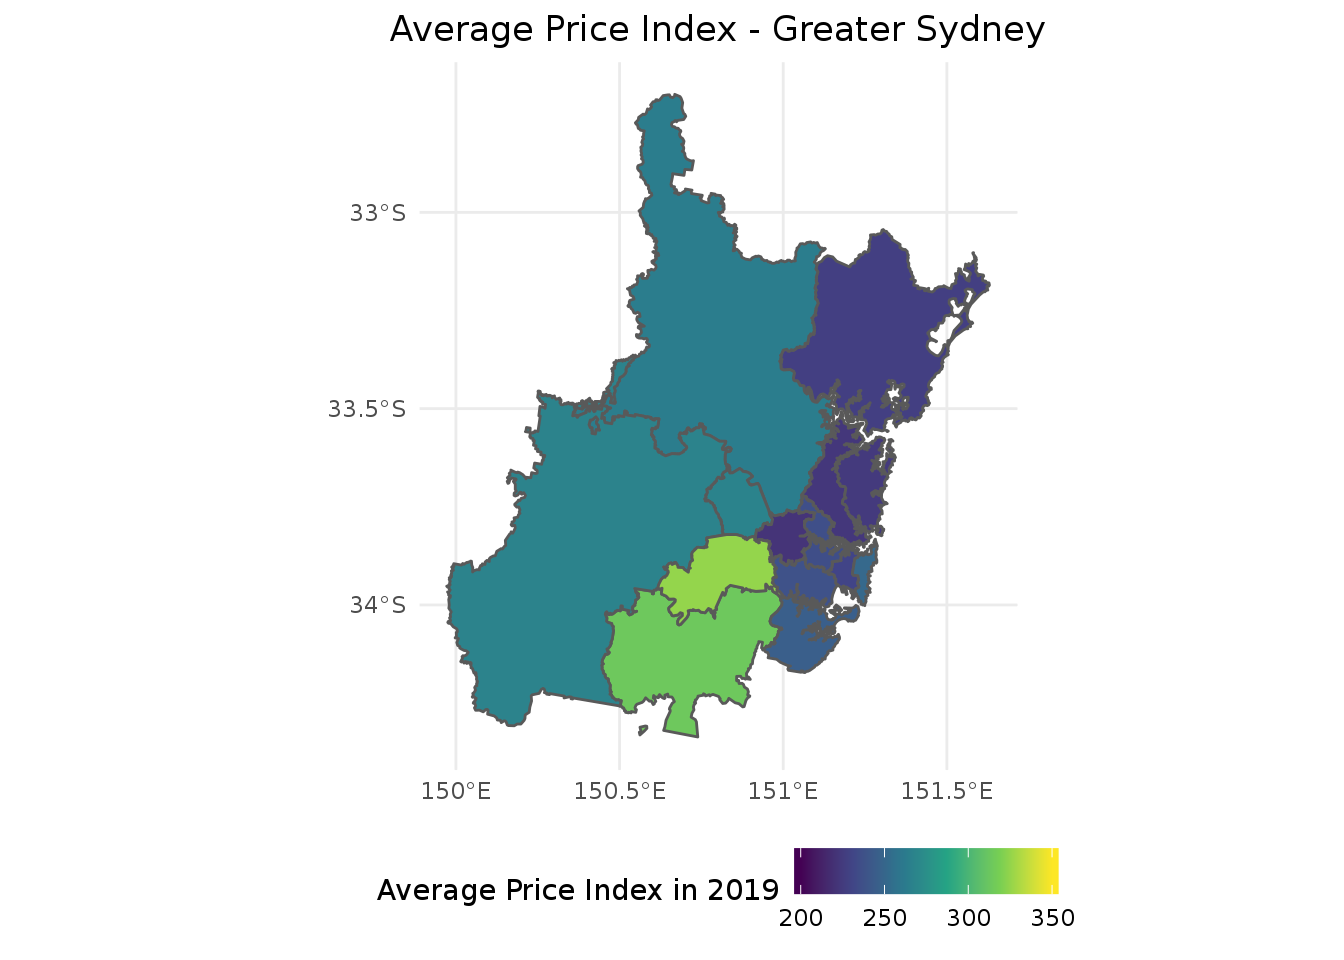 Average Price Index - Greater Sydney
33°S
33.5°S
34°S
150°E 150.5°E 151°E 151.5°E
Average Price Index in 2019
200 250 300 350